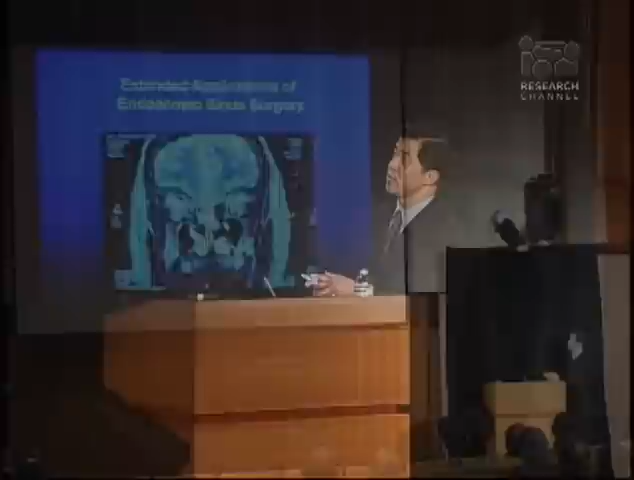 Extended Applications of
Endoscopic Sinus Surgery
RESEARCH
CHANNEL